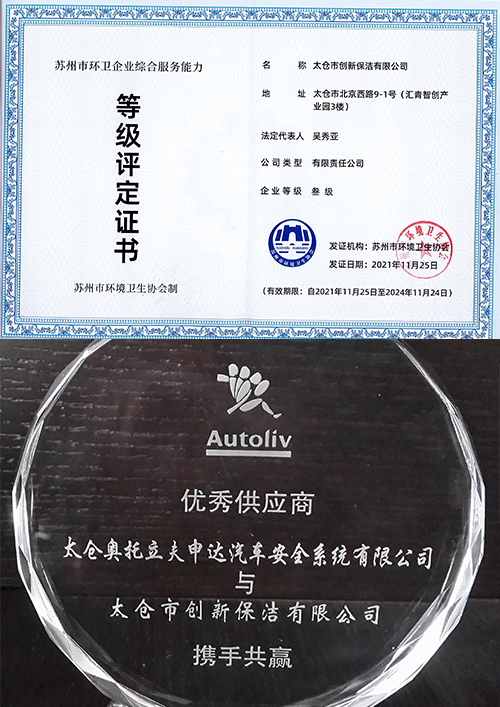 苏州市环卫企业综合服务能力
等级评定证书
苏州市环境卫生协会制
名 称 太仓市创新保洁有限公司
地 址 太仓市北京西路9-1号（汇青智创产
业园3楼）
法定代表人 吴秀亚
公司类型 有限责任公司
企业等级 叁 级
发证机构：苏州市环境卫生协会
发证日期：2021年11月25日
（有效期限：自2021年11月25日至2024年11月24日）
Autoliv
优秀供应商
太仓奥托立夫申达汽车安全系统有限公司
与
太仓市创新保洁有限公司
携手共赢